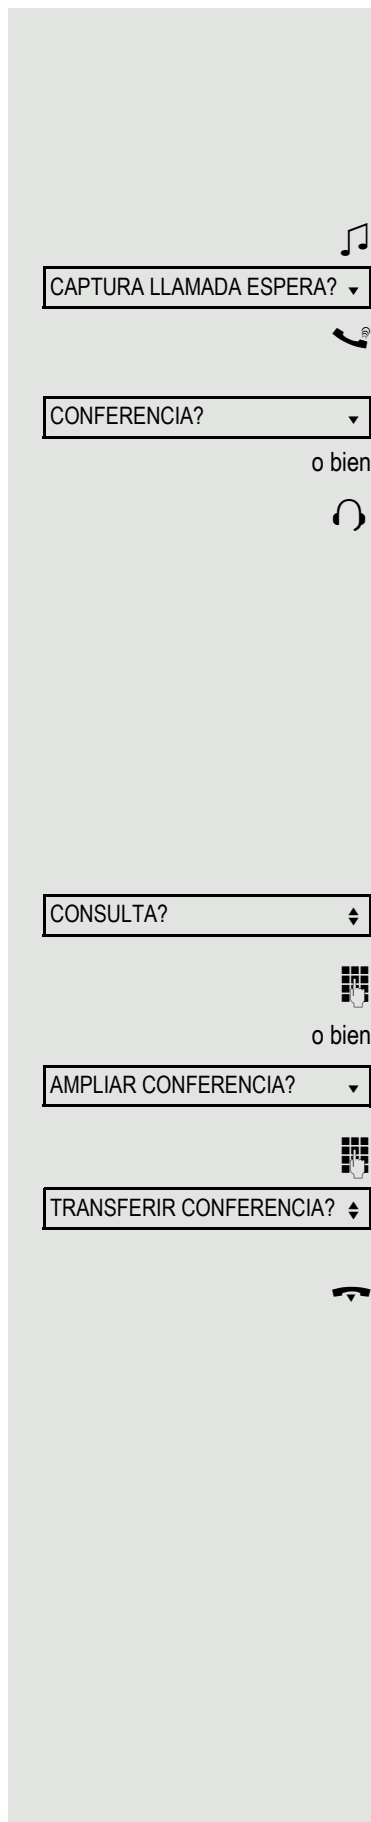 CAPTURA LLAMADA ESPERA?
CONFERENCIA?
o bien
CONSULTA?
o bien
AMPLIAR CONFERENCIA?
TRANSFERIR CONFERENCIA?